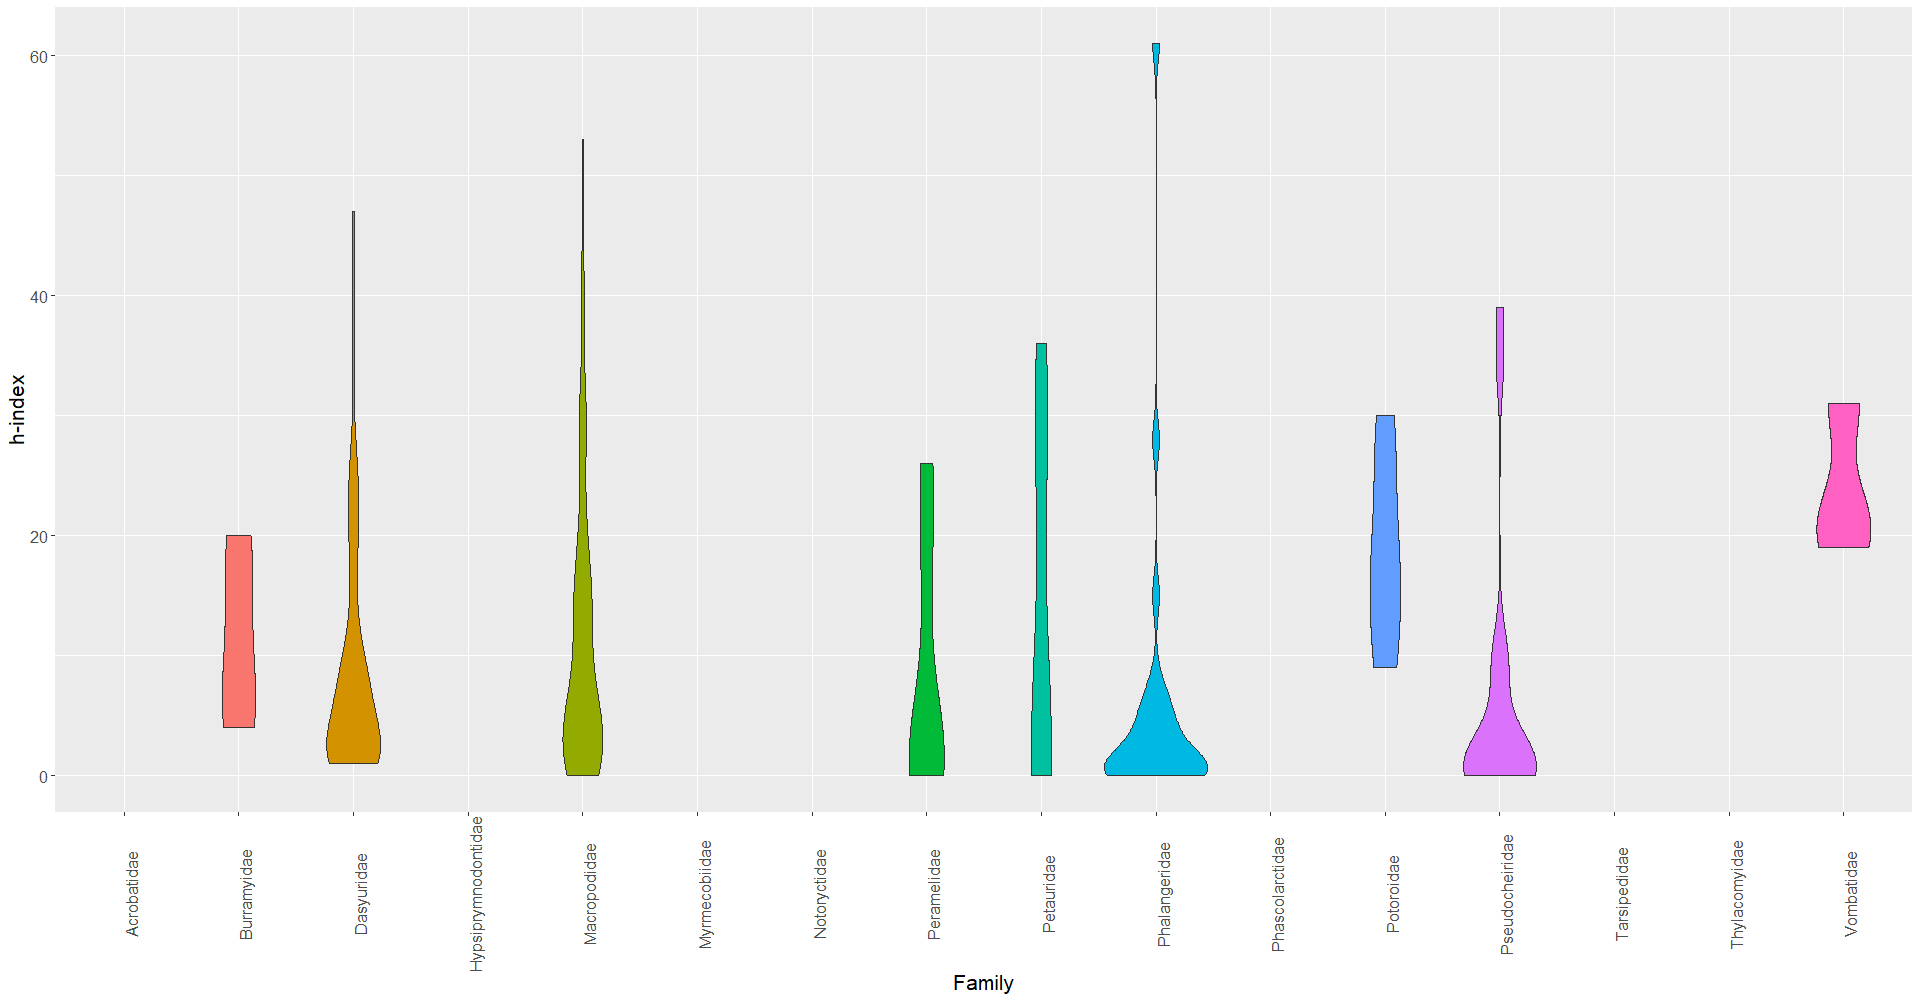 h-index
60
40
20
0
Acrobatidae
Burramyidae
Dasyuridae
Hypsiprymnodontidae
Macropodidae
Myrmecobiidae
Notoryctidae
Peramelidae
Petauridae
Phalangeridae
Phascolarctidae
Potoroidae
Pseudocheiridae
Tarsipedidae
Thylacomyidae
Vombatidae
Family